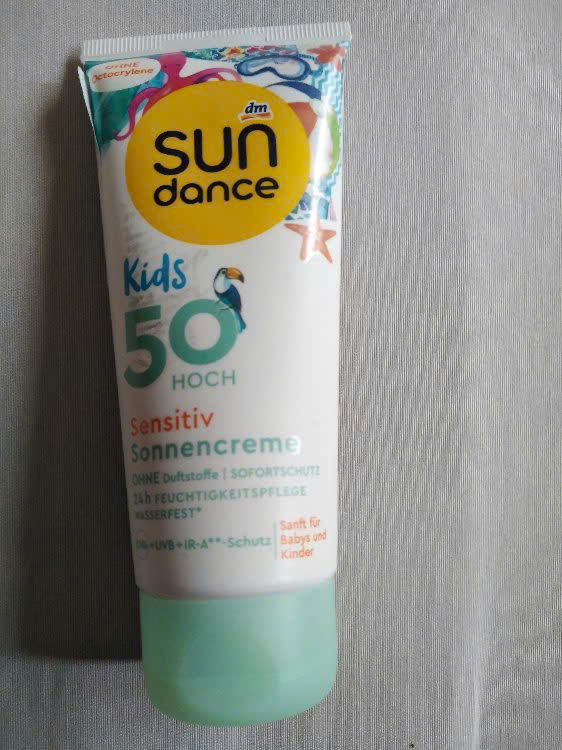 OHNE
Octocrylene
dm
SUN
dance
Kids
50
HOCH
Sensitiv
Sonnencreme
OHNE Duftstoffe | SOFORTSCHUTZ
24h FEUCHTIGKEITSPFLEGE
WASSERFEST*
UVA+UVB+IR-A**-Schutz
Sanft für
Babys und
Kinder